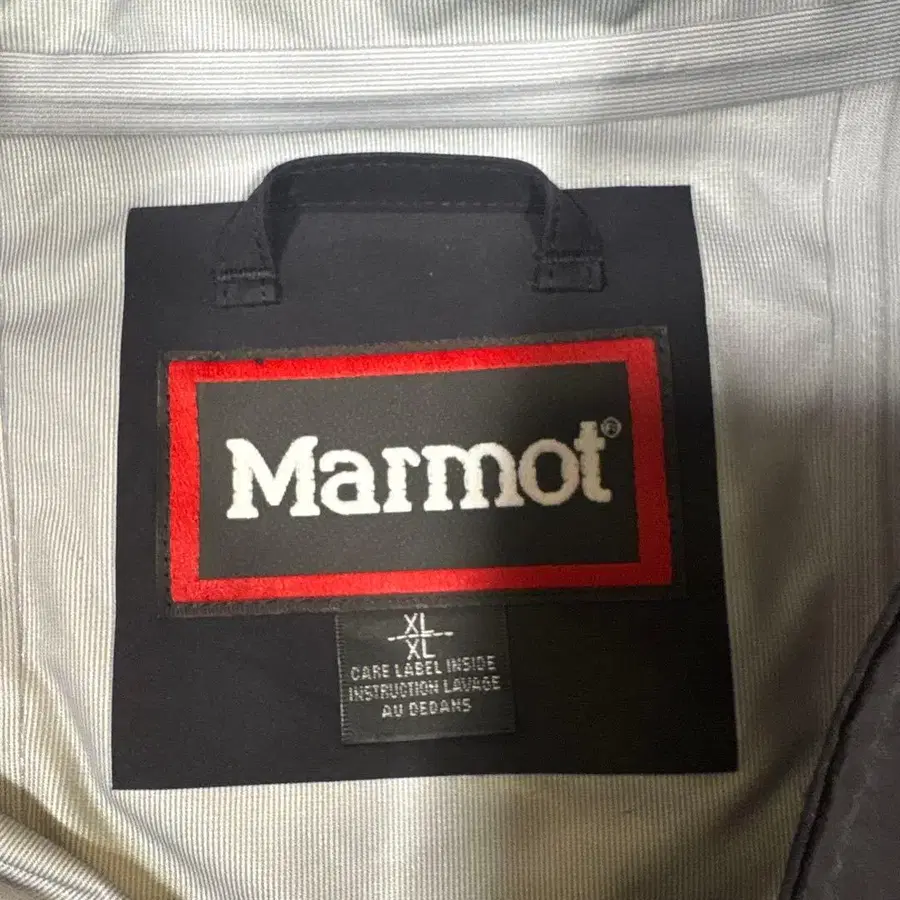 Marmot®
XL
XL
CARE LABEL INSIDE
INSTRUCTION LAVAGE
AU DEDANS